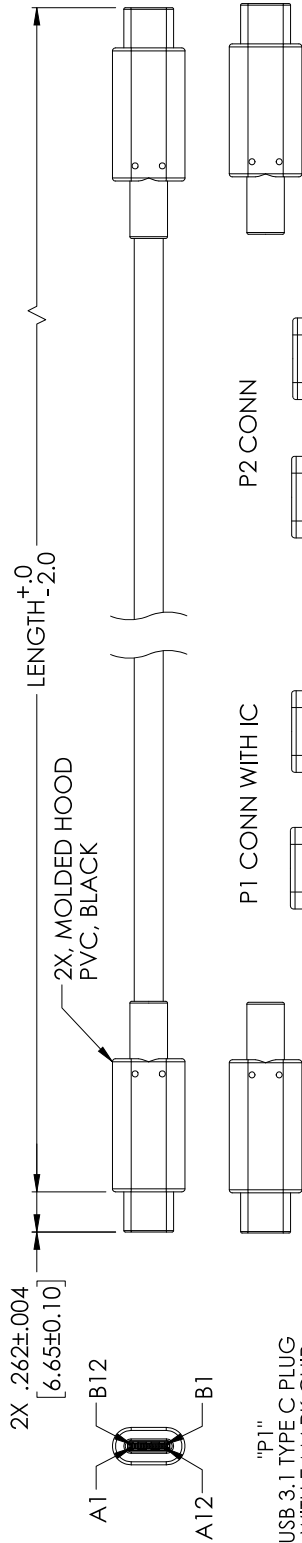 2X .262±.004
[6.65±0.10]
LENGTH +.0
-2.0
2X, MOLDED HOOD
PVC, BLACK
A1
B12
A12
B1
P1 CONN WITH IC
P2 CONN
"P1"
USB 3.1 TYPE C PLUG